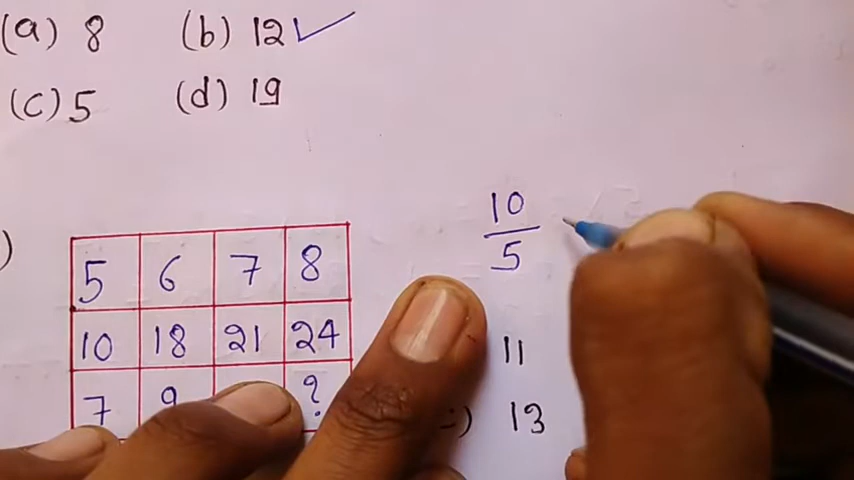 (a) 8 (b) 12 ✓
(c) 5 (d) 19
) 5 6 7 8
10 18 21 24
7 9 ?
10
5
11
) 13